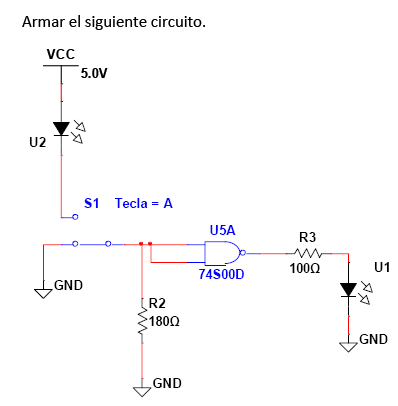 Armar el siguiente circuito.
VCC
5.0V
U2
S1 Tecla = A
U5A
74S00D
R3
100Ω
U1
GND
R2
180Ω
GND
GND